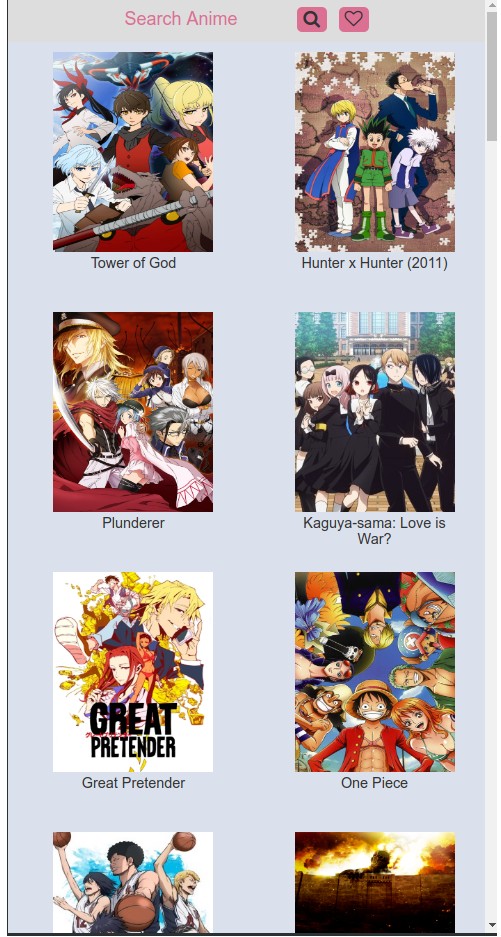 Search Anime
Tower of God
Hunter x Hunter (2011)
Plunderer
Kaguya-sama: Love is
War?
GREAT
PRETENDER
Great Pretender
One Piece